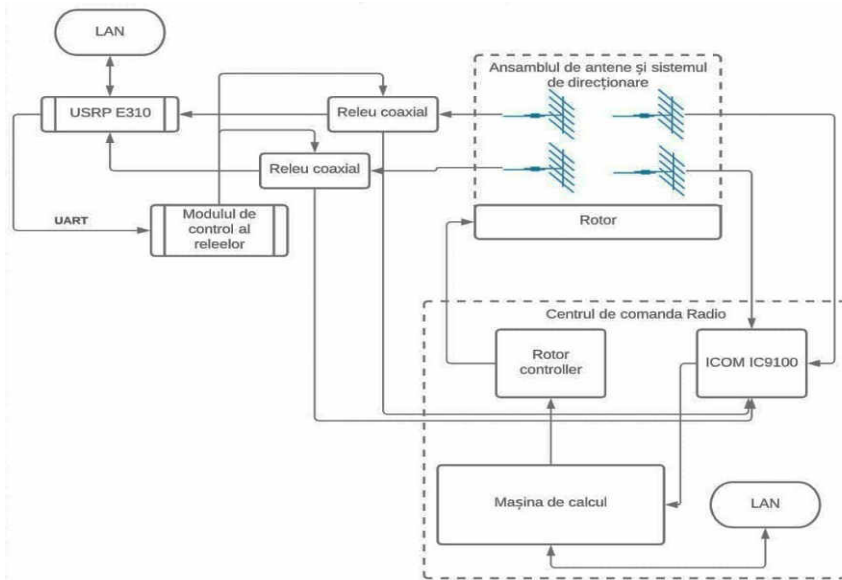 LAN
Ansamblul de antene și sistemul
de direcționare
USRP E310
Releu coaxial
Releu coaxial
UART
Modulul de
control al
releelor
Rotor
Centrul de comanda Radio
Rotor
controller
ICOM IC9100
Mașina de calcul
LAN